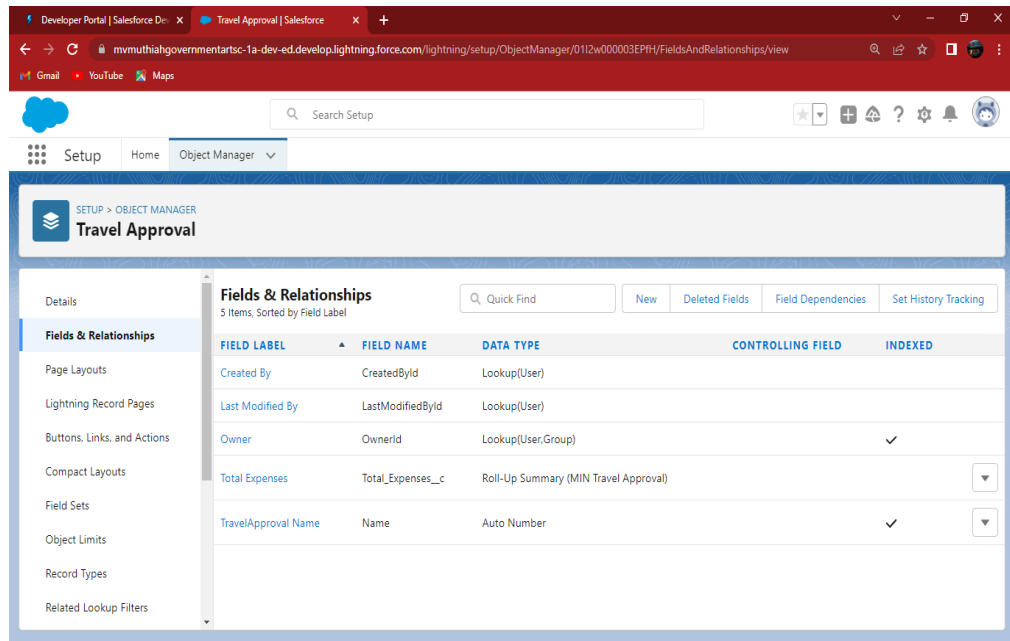 Developer Portal | Salesforce Dev X Travel Approval | Salesforce X +
mvmuthiahgovernmentartsc-1a-dev-ed.develop.lightning.force.com/lightning/setup/ObjectManager/01I2w000003EPfH/FieldsAndRelationships/view
Gmail YouTube Maps
Search Setup
Setup Home Object Manager
SETUP > OBJECT MANAGER
Travel Approval
Details
Fields & Relationships
Page Layouts
Lightning Record Pages
Buttons, Links, and Actions
Compact Layouts
Field Sets
Object Limits
Record Types
Related Lookup Filters
Fields & Relationships
5 Items, Sorted by Field Label
Quick Find New Deleted Fields Field Dependencies Set History Tracking
FIELD LABEL FIELD NAME DATA TYPE CONTROLLING FIELD INDEXED
Created By CreatedById Lookup(User)
Last Modified By LastModifiedById Lookup(User)
Owner OwnerId Lookup(User,Group)
Total Expenses Total_Expenses__c Roll-Up Summary (MIN Travel Approval)
TravelApproval Name Name Auto Number